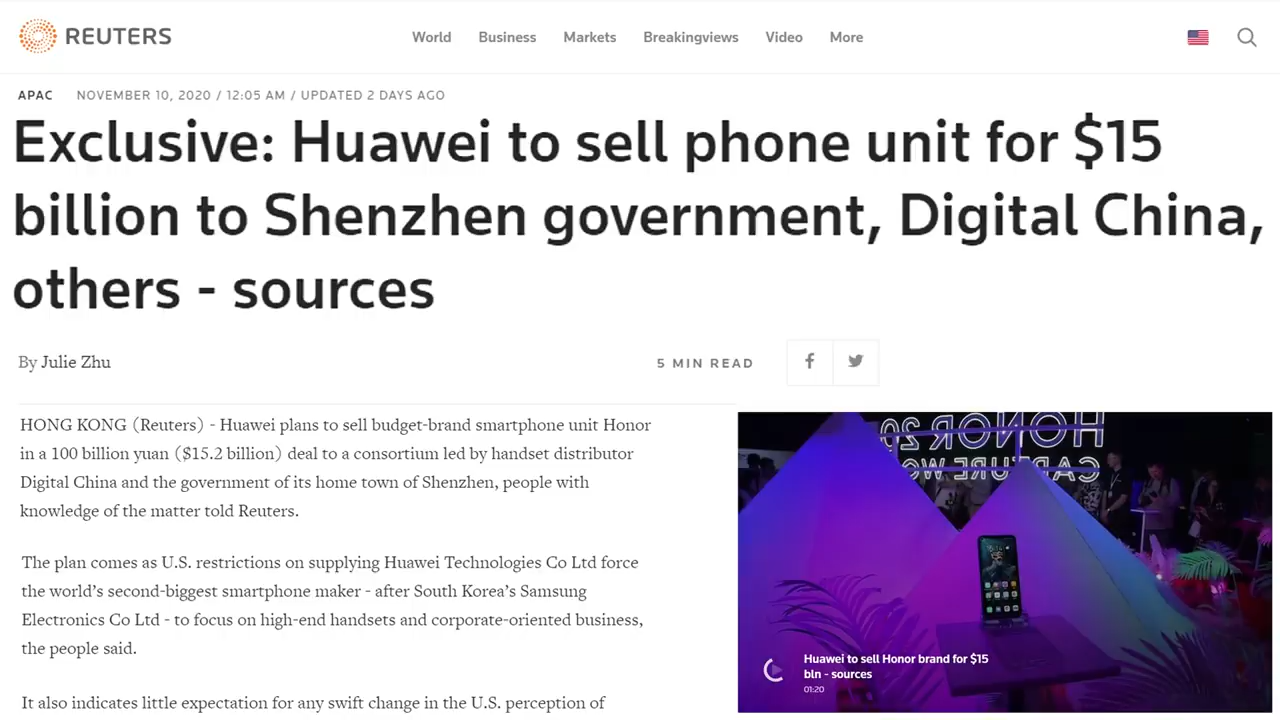 REUTERS
World Business Markets Breakingviews Video More
APAC NOVEMBER 10, 2020 / 12:05 AM / UPDATED 2 DAYS AGO
Exclusive: Huawei to sell phone unit for $15
billion to Shenzhen government, Digital China,
others - sources
By Julie Zhu
5 MIN READ
HONG KONG (Reuters) - Huawei plans to sell budget-brand smartphone unit Honor
in a 100 billion yuan ($15.2 billion) deal to a consortium led by handset distributor
Digital China and the government of its home town of Shenzhen, people with
knowledge of the matter told Reuters.
The plan comes as U.S. restrictions on supplying Huawei Technologies Co Ltd force
the world’s second-biggest smartphone maker - after South Korea’s Samsung
Electronics Co Ltd - to focus on high-end handsets and corporate-oriented business,
the people said.
It also indicates little expectation for any swift change in the U.S. perception of
HONOR 20
Huawei to sell Honor brand for $15
bln - sources
01:20